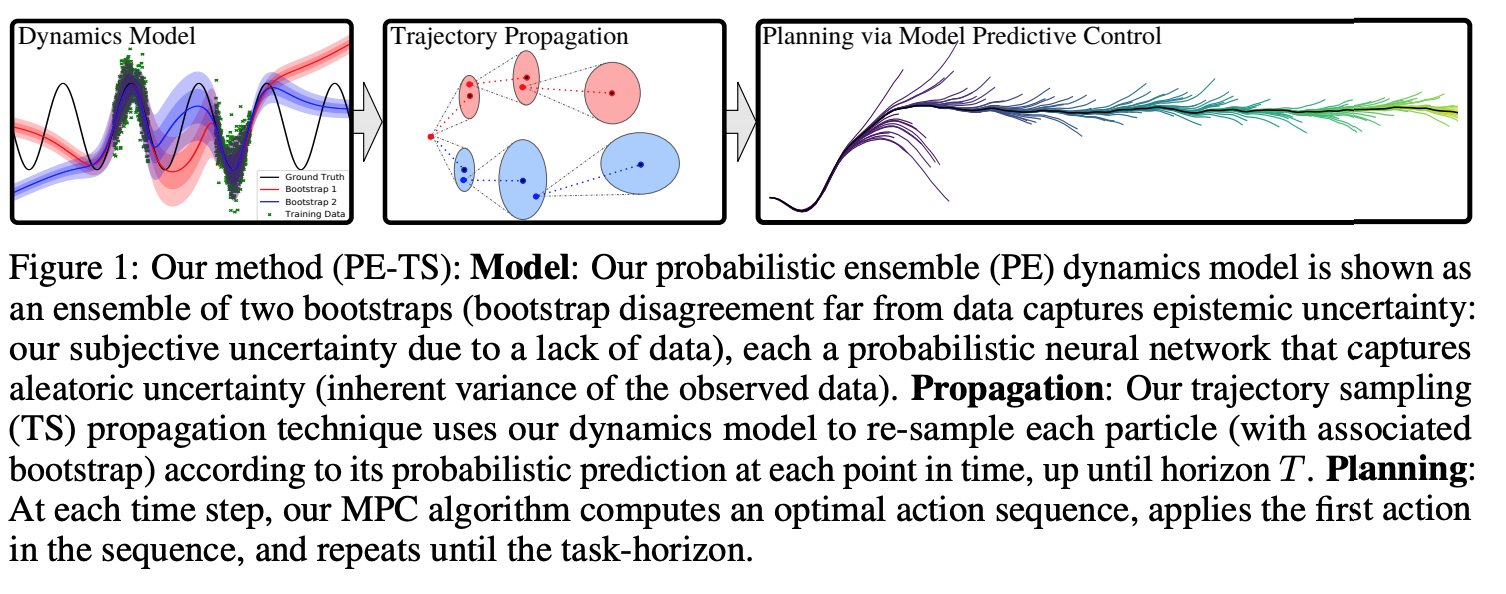 Dynamics Model
Ground Truth
Bootstrap 1
Bootstrap 2
Training Data
Trajectory Propagation
Planning via Model Predictive Control
Figure 1: Our method (PE-TS): Model: Our probabilistic ensemble (PE) dynamics model is shown as
an ensemble of two bootstraps (bootstrap disagreement far from data captures epistemic uncertainty:
our subjective uncertainty due to a lack of data), each a probabilistic neural network that captures
aleatoric uncertainty (inherent variance of the observed data). Propagation: Our trajectory sampling
(TS) propagation technique uses our dynamics model to re-sample each particle (with associated
bootstrap) according to its probabilistic prediction at each point in time, up until horizon T. Planning:
At each time step, our MPC algorithm computes an optimal action sequence, applies the first action
in the sequence, and repeats until the task-horizon.